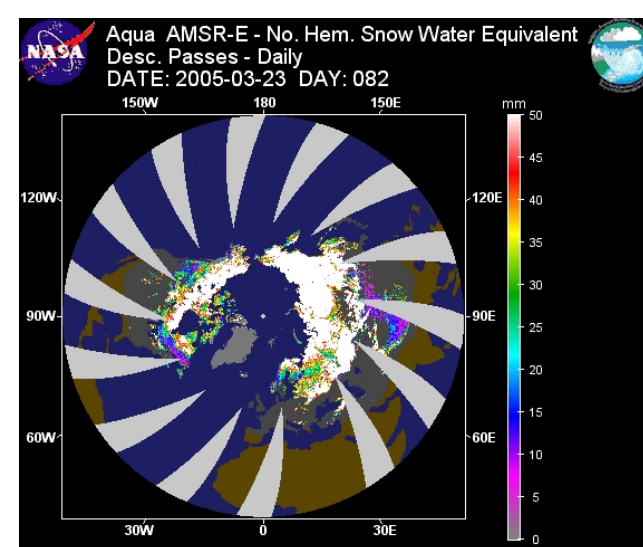 NASA
Aqua AMSR-E - No. Hem. Snow Water Equivalent
Desc. Passes - Daily
DATE: 2005-03-23 DAY: 082
150W 180 150E
mm
50
45
40
35
30
25
20
15
10
5
0
120W 120E
90W 90E
60W 60E
30W 0 30E